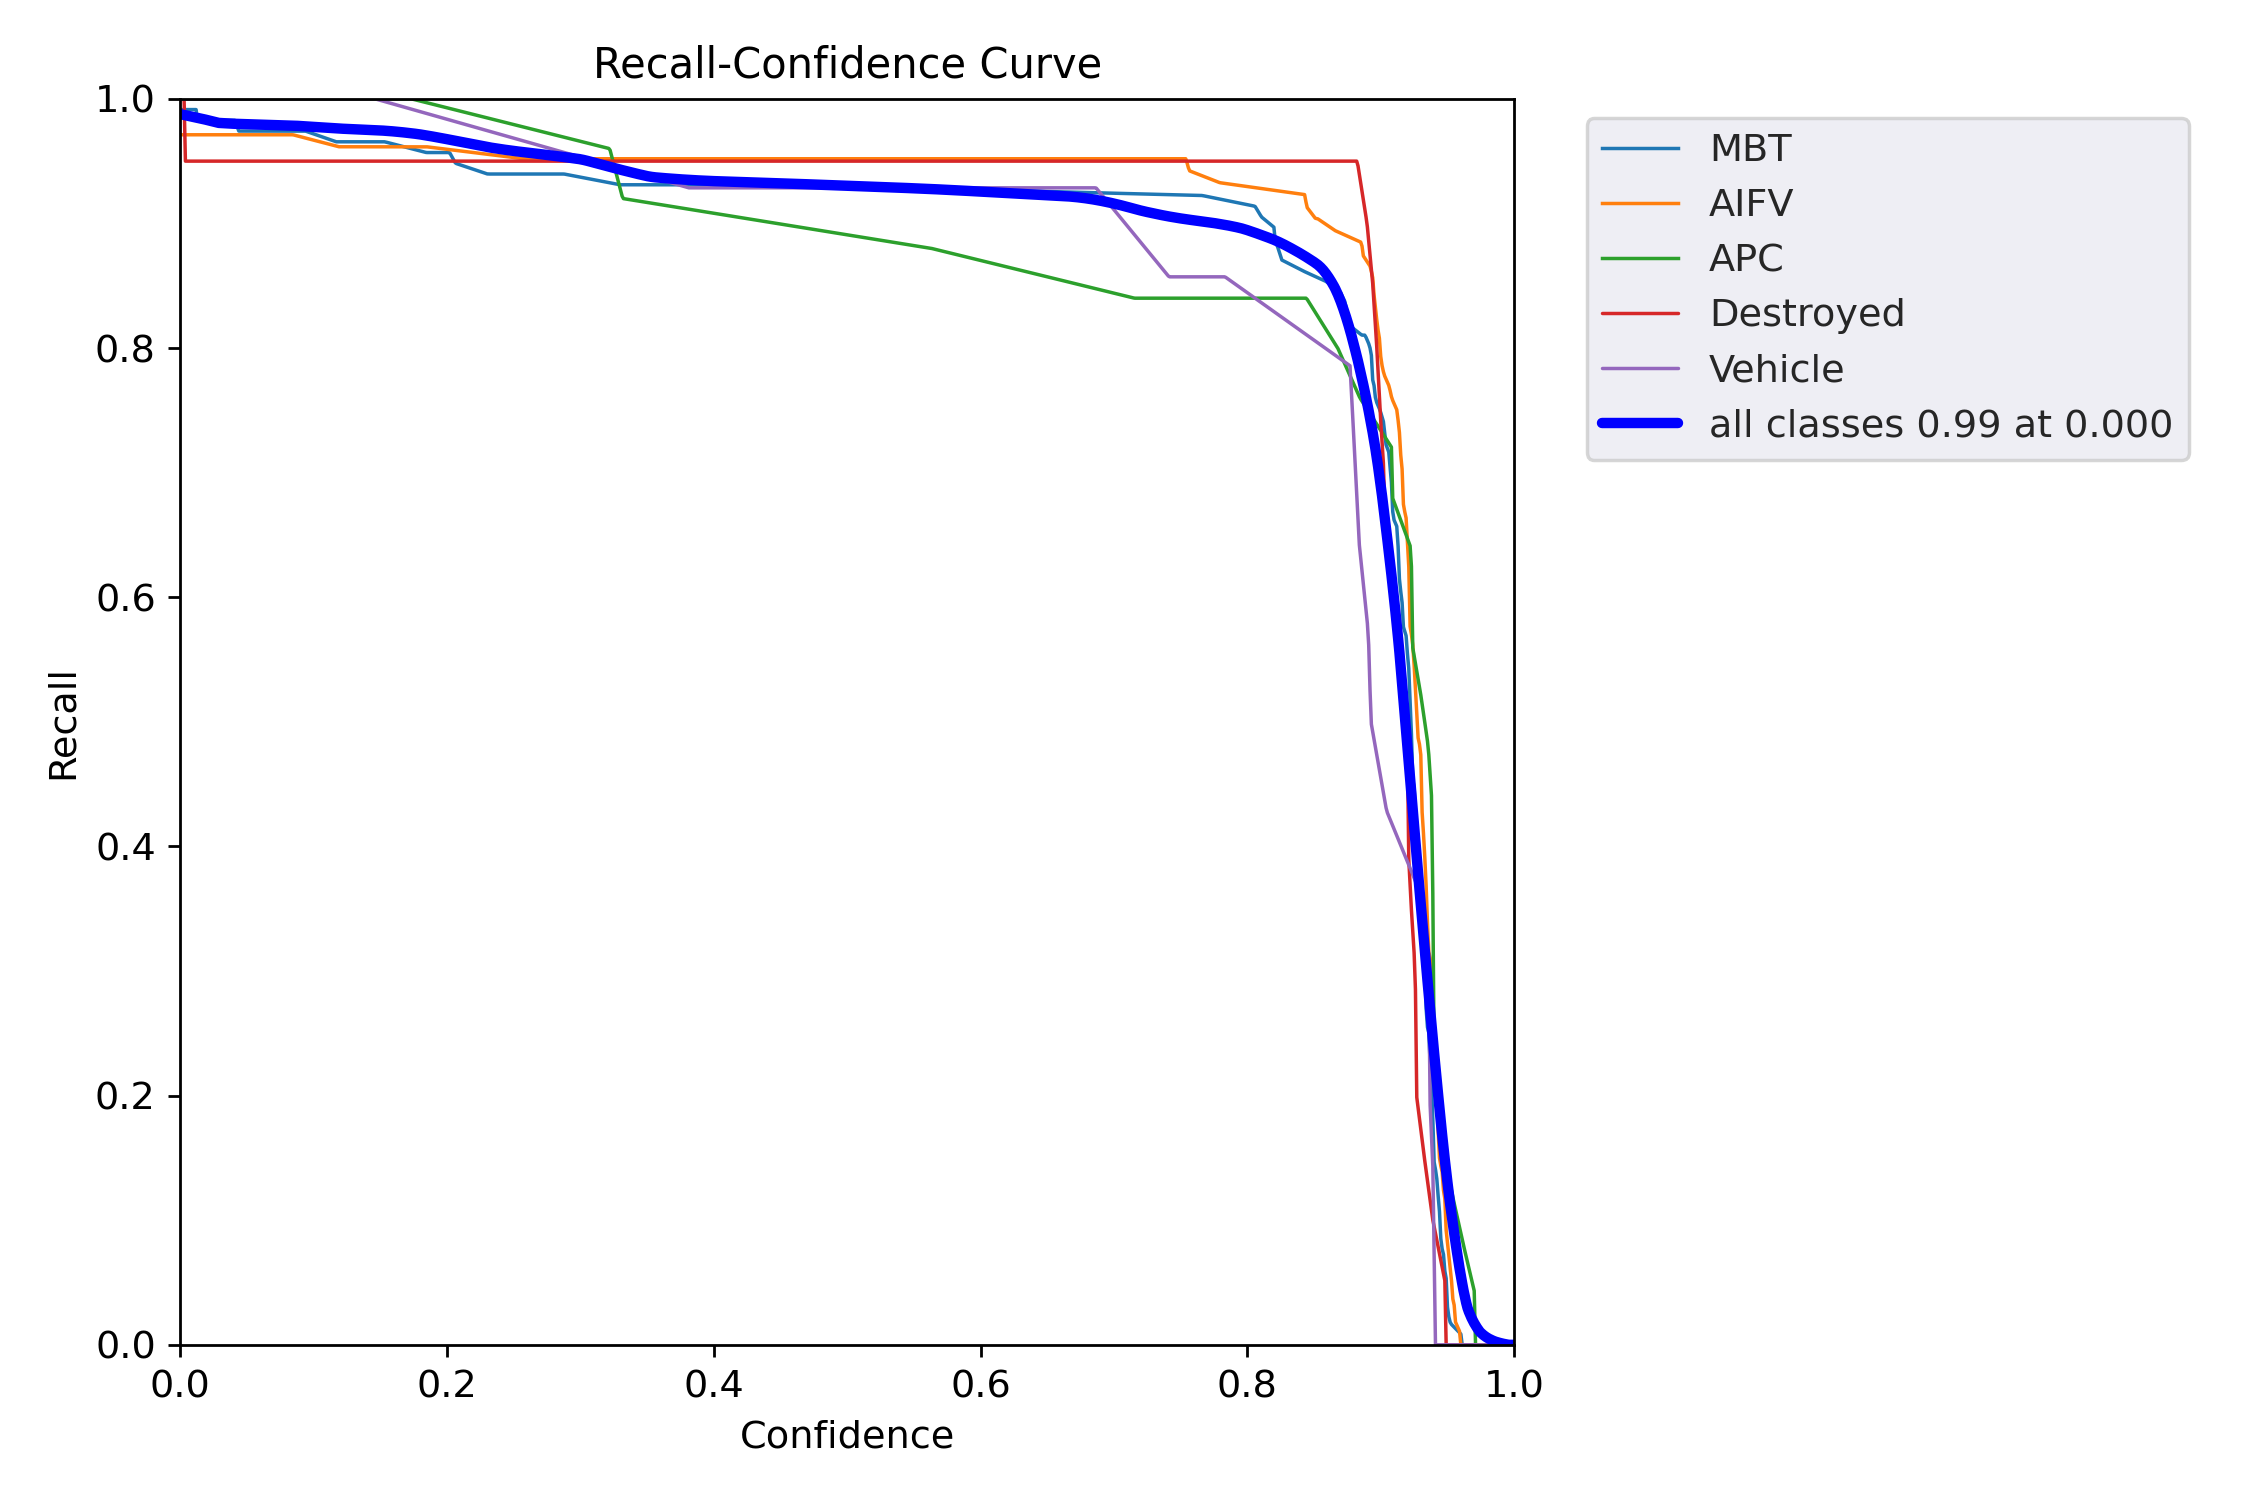 Recall-Confidence Curve
1.0
0.8
0.6
0.4
0.2
0.0
Recall
0.0 0.2 0.4 0.6 0.8 1.0
Confidence
MBT
AIFV
APC
Destroyed
Vehicle
all classes 0.99 at 0.000